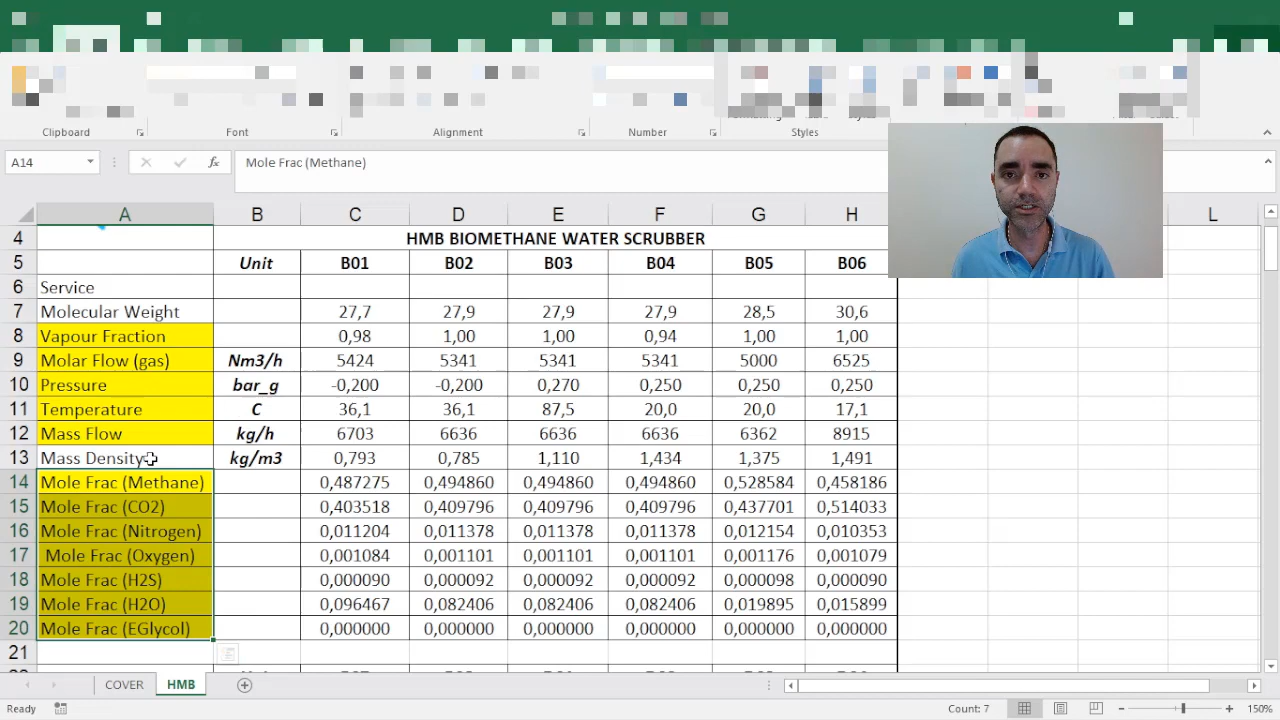 Clipboard Font Alignment Number Styles
A14 fx Mole Frac (Methane)
A B C D E F G H L
4 HMB BIOMETHANE WATER SCRUBBER
5 Unit B01 B02 B03 B04 B05 B06
6 Service
7 Molecular Weight 27,7 27,9 27,9 27,9 28,5 30,6
8 Vapour Fraction 0,98 1,00 1,00 0,94 1,00 1,00
9 Molar Flow (gas) Nm3/h 5424 5341 5341 5341 5000 6525
10 Pressure bar_g -0,200 -0,200 0,270 0,250 0,250 0,250
11 Temperature C 36,1 36,1 87,5 20,0 20,0 17,1
12 Mass Flow kg/h 6703 6636 6636 6636 6362 8915
13 Mass Density kg/m3 0,793 0,785 1,110 1,434 1,375 1,491
14 Mole Frac (Methane) 0,487275 0,494860 0,494860 0,494860 0,528584 0,458186
15 Mole Frac (CO2) 0,403518 0,409796 0,409796 0,409796 0,437701 0,514033
16 Mole Frac (Nitrogen) 0,011204 0,011378 0,011378 0,011378 0,012154 0,010353
17 Mole Frac (Oxygen) 0,001084 0,001101 0,001101 0,001101 0,001176 0,001079
18 Mole Frac (H2S) 0,000090 0,000092 0,000092 0,000092 0,000098 0,000090
19 Mole Frac (H2O) 0,096467 0,082406 0,082406 0,082406 0,019895 0,015899
20 Mole Frac (EGlycol) 0,000000 0,000000 0,000000 0,000000 0,000000 0,000000
21
COVER HMB
Ready Count: 7 150%